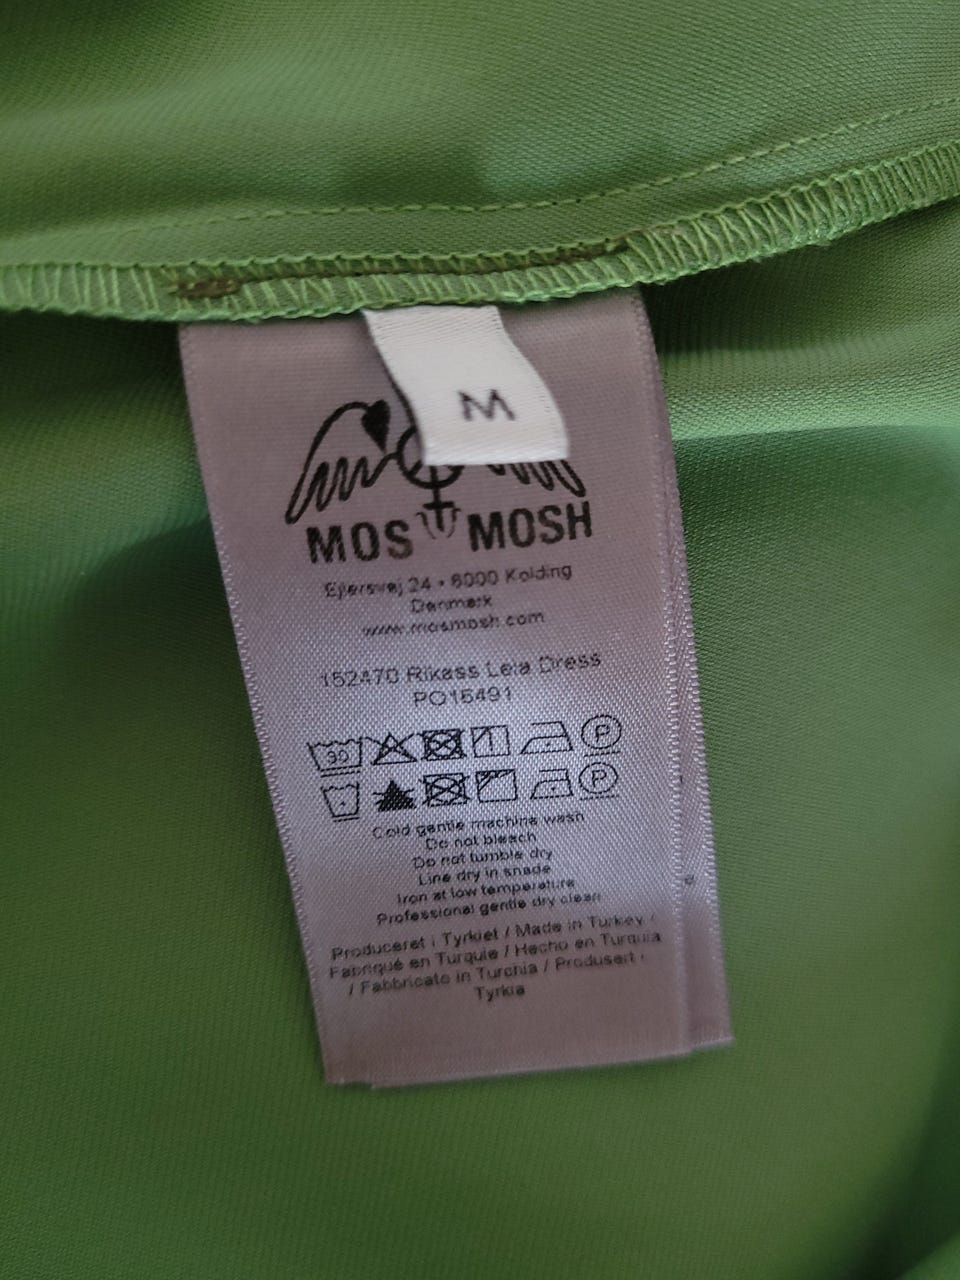 M
MOS MOSH
Ejlersvej 24 • 6000 Kolding
Denmark
www.mosmosh.com
152470 Rikass Leia Dress
PO15491
30
P
P
Cold gentle machine wash
Do not bleach
Do not tumble dry
Line dry in shade
Iron at low temperature
Professional gentle dry clean
Produceret i Tyrkiet / Made in Turkey /
Fabriqué en Turquie / Hecho en Turquia
/ Fabbricato in Turchia / Produsert i
Tyrkia